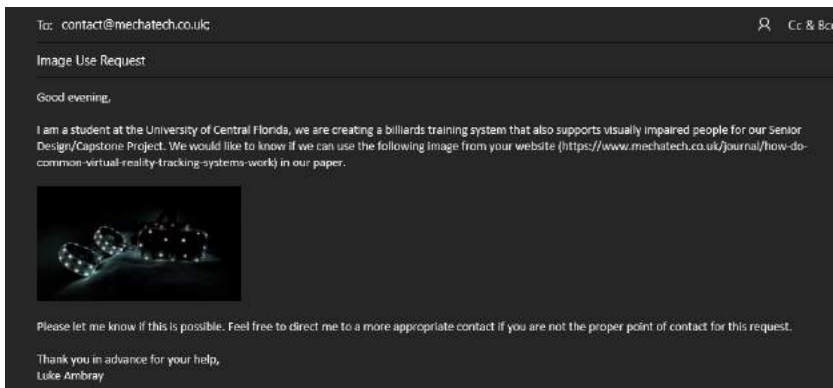 To: contact@mechatech.co.uk;
Cc & Bcc
Image Use Request
Good evening,
I am a student at the University of Central Florida, we are creating a billiards training system that also supports visually impaired people for our Senior
Design/Capstone Project. We would like to know if we can use the following image from your website (https://www.mechatech.co.uk/journal/how-do-
common-virtual-reality-tracking-systems-work) in our paper.
Please let me know if this is possible. Feel free to direct me to a more appropriate contact if you are not the proper point of contact for this request.
Thank you in advance for your help,
Luke Ambray